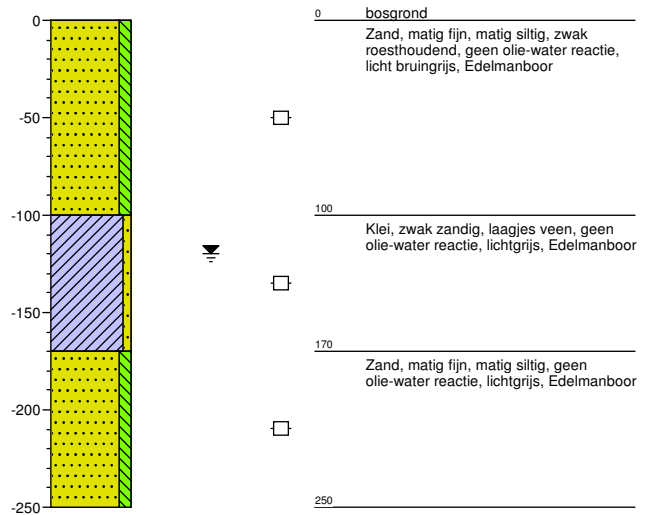 0
-50
-100
-150
-200
-250
0 bosgrond
Zand, matig fijn, matig siltig, zwak
roesthoudend, geen olie-water reactie,
licht bruingrijs, Edelmanboor
100
Klei, zwak zandig, laagjes veen, geen
olie-water reactie, lichtgrijs, Edelmanboor
170
Zand, matig fijn, matig siltig, geen
olie-water reactie, lichtgrijs, Edelmanboor
250